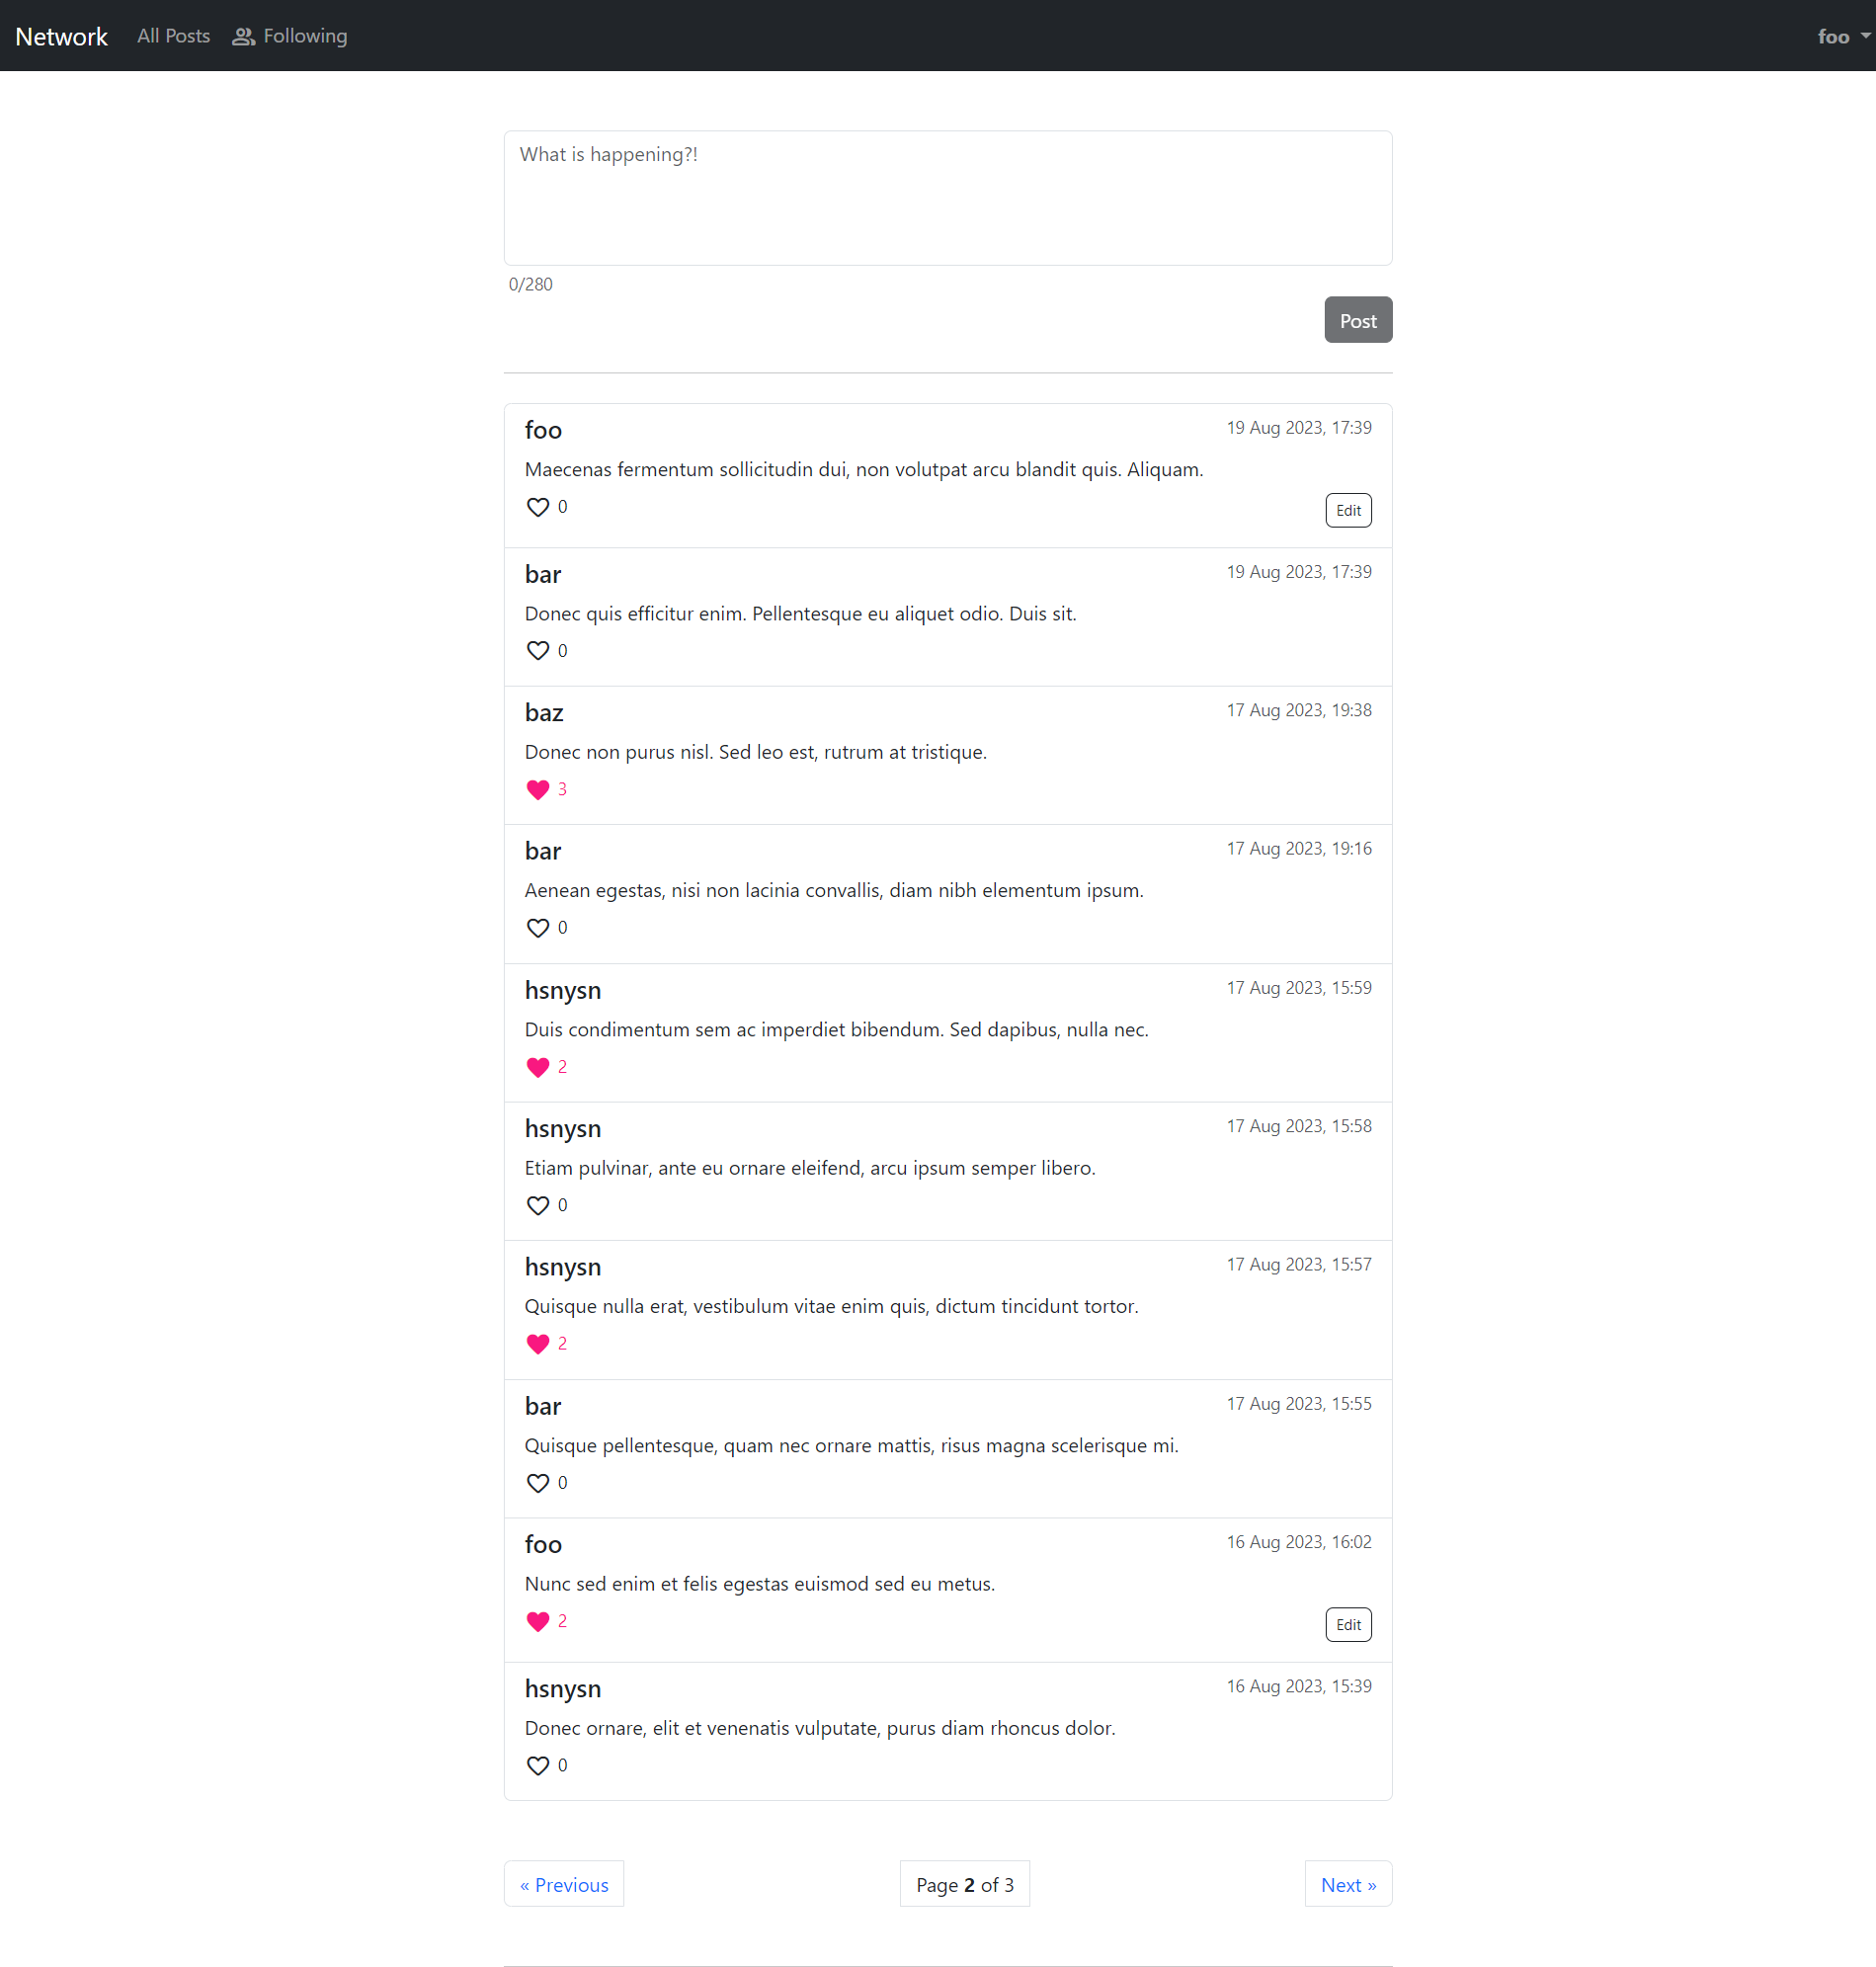 Network All Posts Following foo
What is happening?!
0/280
Post
foo 19 Aug 2023, 17:39
Maecenas fermentum sollicitudin dui, non volutpat arcu blandit quis. Aliquam.
0 Edit
bar 19 Aug 2023, 17:39
Donec quis efficitur enim. Pellentesque eu aliquet odio. Duis sit.
0
baz 17 Aug 2023, 19:38
Donec non purus nisl. Sed leo est, rutrum at tristique.
3
bar 17 Aug 2023, 19:16
Aenean egestas, nisi non lacinia convallis, diam nibh elementum ipsum.
0
hsnysn 17 Aug 2023, 15:59
Duis condimentum sem ac imperdiet bibendum. Sed dapibus, nulla nec.
2
hsnysn 17 Aug 2023, 15:58
Etiam pulvinar, ante eu ornare eleifend, arcu ipsum semper libero.
0
hsnysn 17 Aug 2023, 15:57
Quisque nulla erat, vestibulum vitae enim quis, dictum tincidunt tortor.
2
bar 17 Aug 2023, 15:55
Quisque pellentesque, quam nec ornare mattis, risus magna scelerisque mi.
0
foo 16 Aug 2023, 16:02
Nunc sed enim et felis egestas euismod sed eu metus.
2 Edit
hsnysn 16 Aug 2023, 15:39
Donec ornare, elit et venenatis vulputate, purus diam rhoncus dolor.
0
« Previous Page 2 of 3 Next »